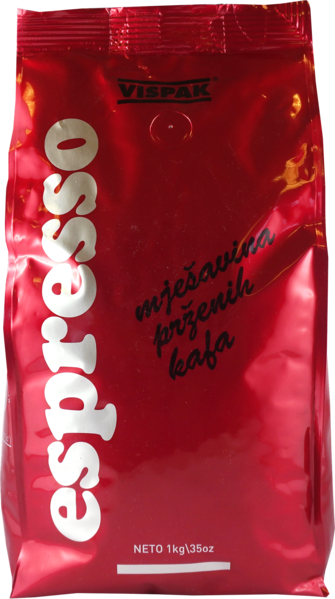 VISPAK
espresso
mješavina
prženih
kafa
NETO 1kg\35oz